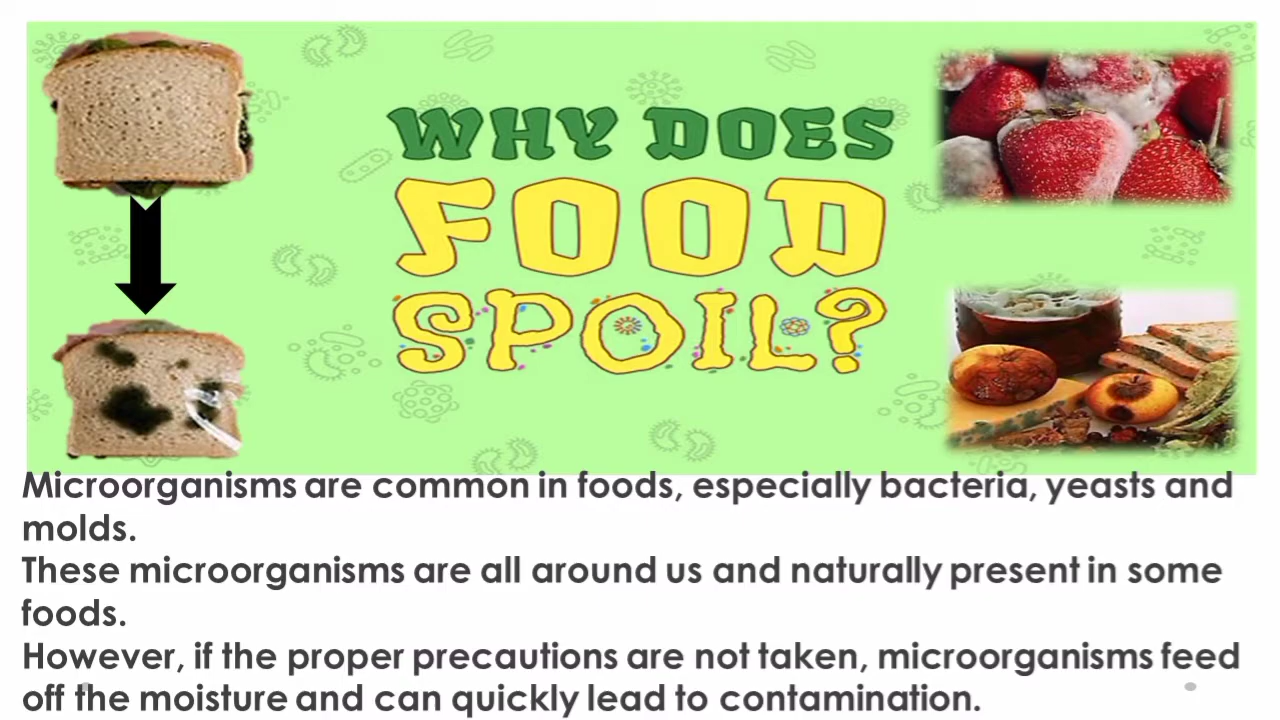 WHY DOES
FOOD
SPOIL?
Microorganisms are common in foods, especially bacteria, yeasts and
molds.
These microorganisms are all around us and naturally present in some
foods.
However, if the proper precautions are not taken, microorganisms feed
off the moisture and can quickly lead to contamination.